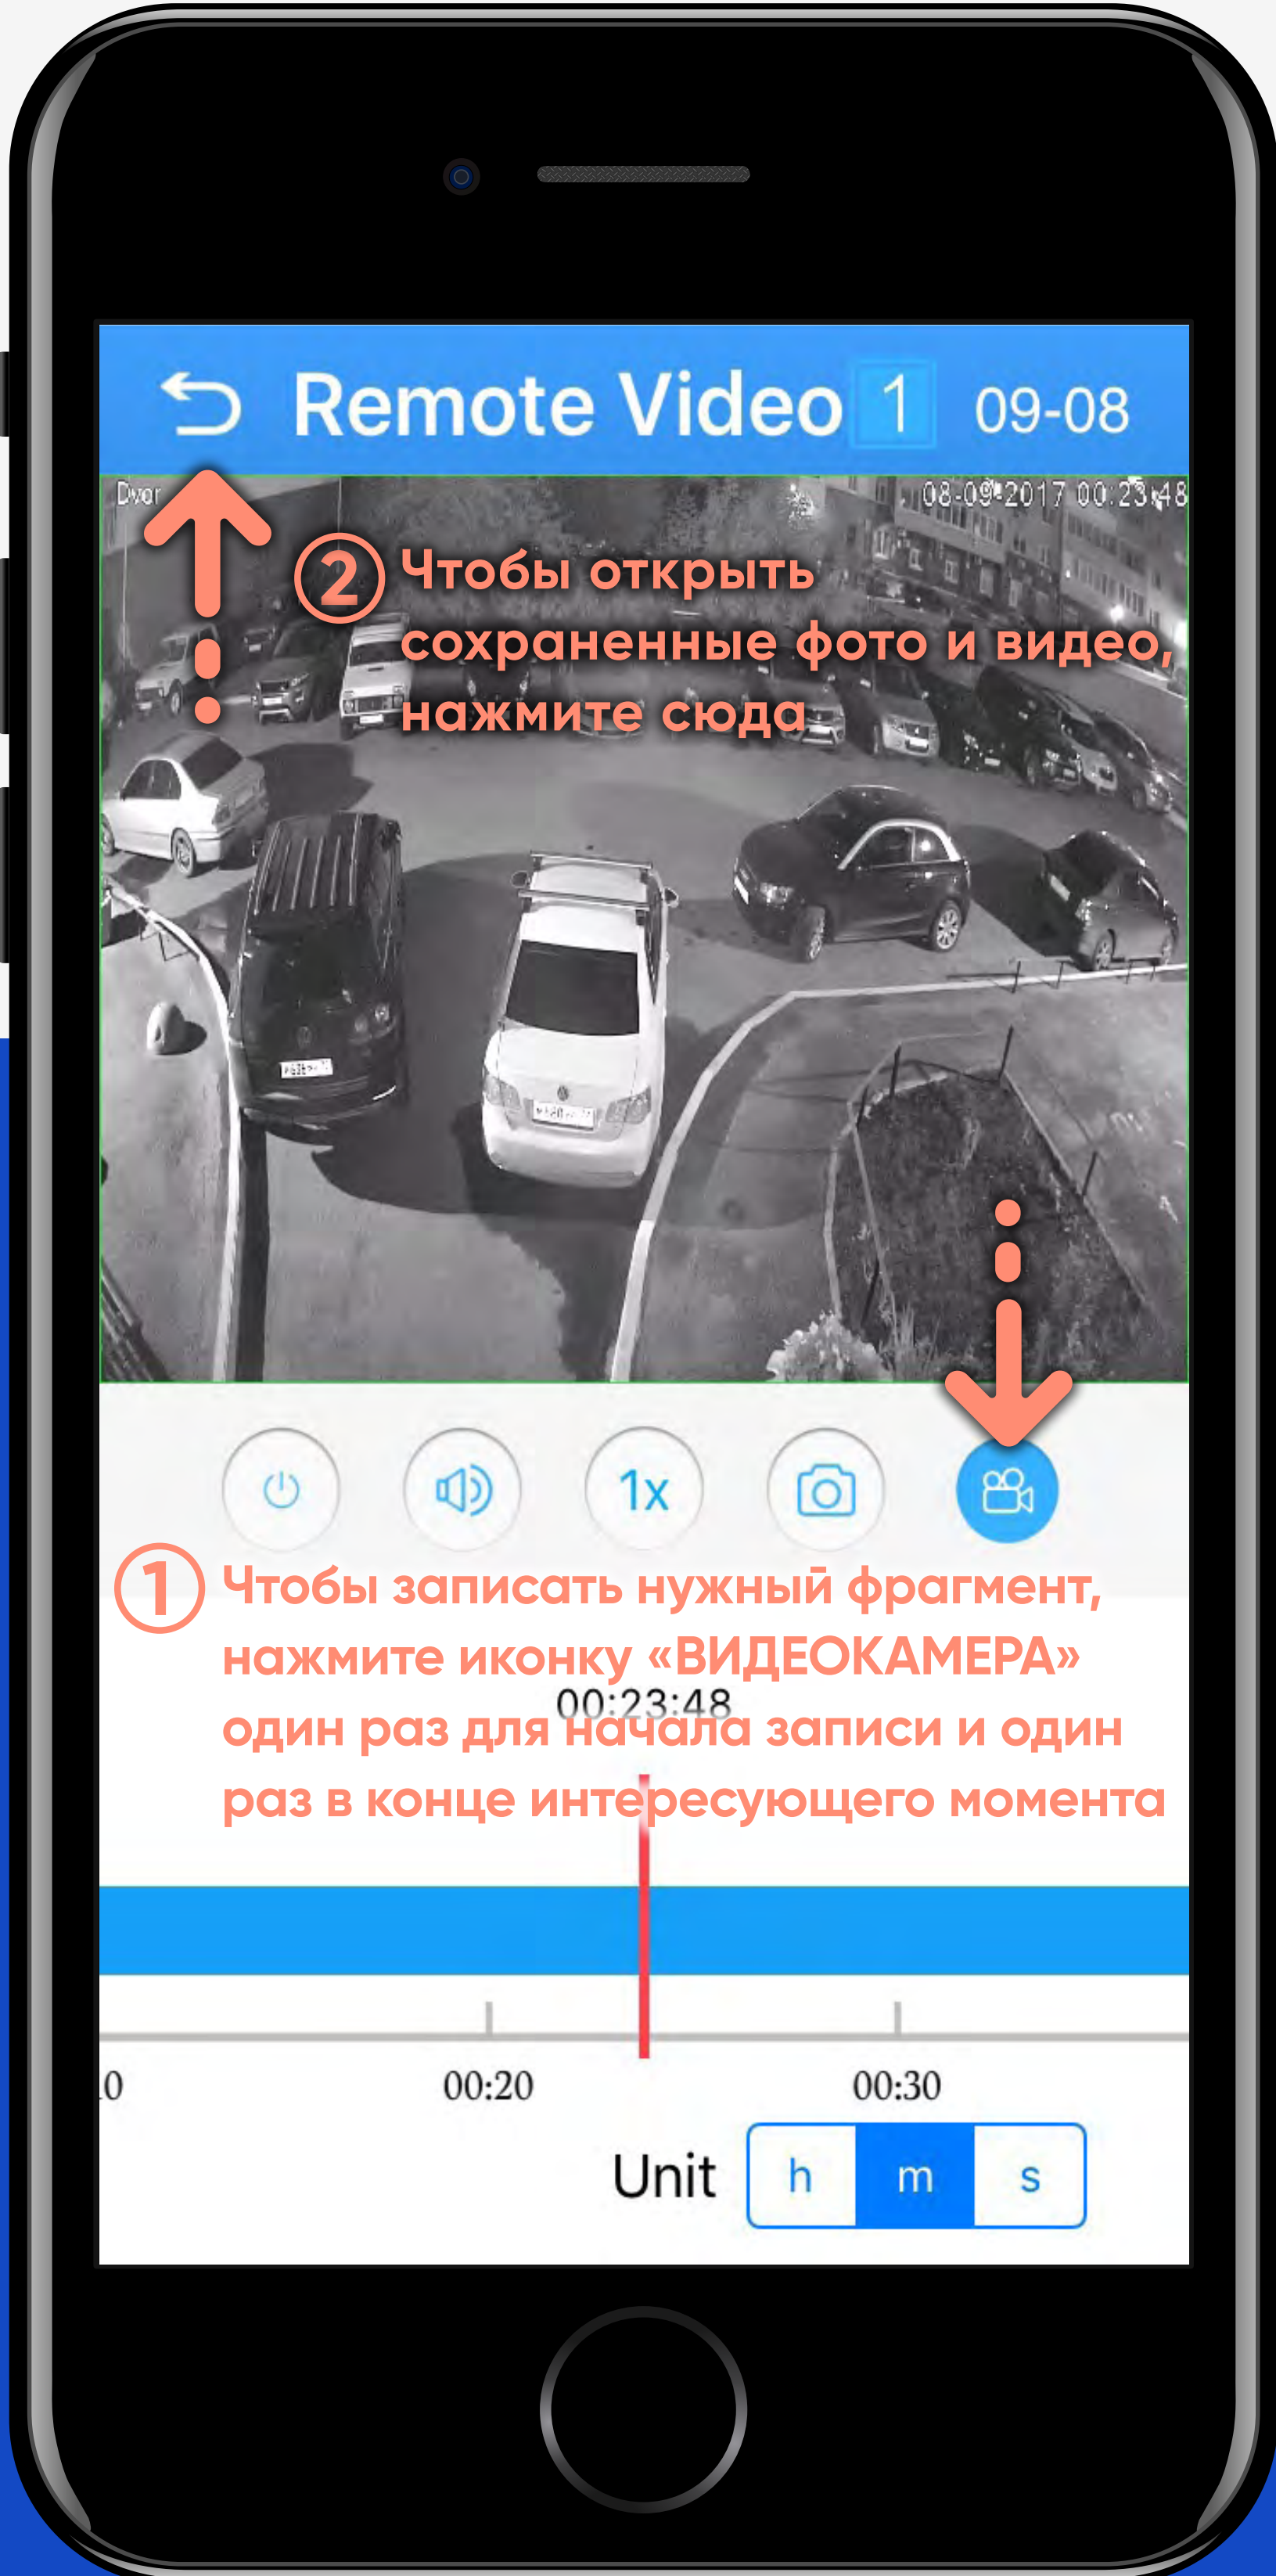 Remote Video 1 09-08
Dvor 08-09-2017 00:23:48
2 Чтобы открыть
сохраненные фото и видео,
нажмите сюда
1x
1 Чтобы записать нужный фрагмент,
нажмите иконку «ВИДЕОКАМЕРА»
00:23:48
один раз для начала записи и один
раз в конце интересующего момента
00:20 00:30
Unit h m s